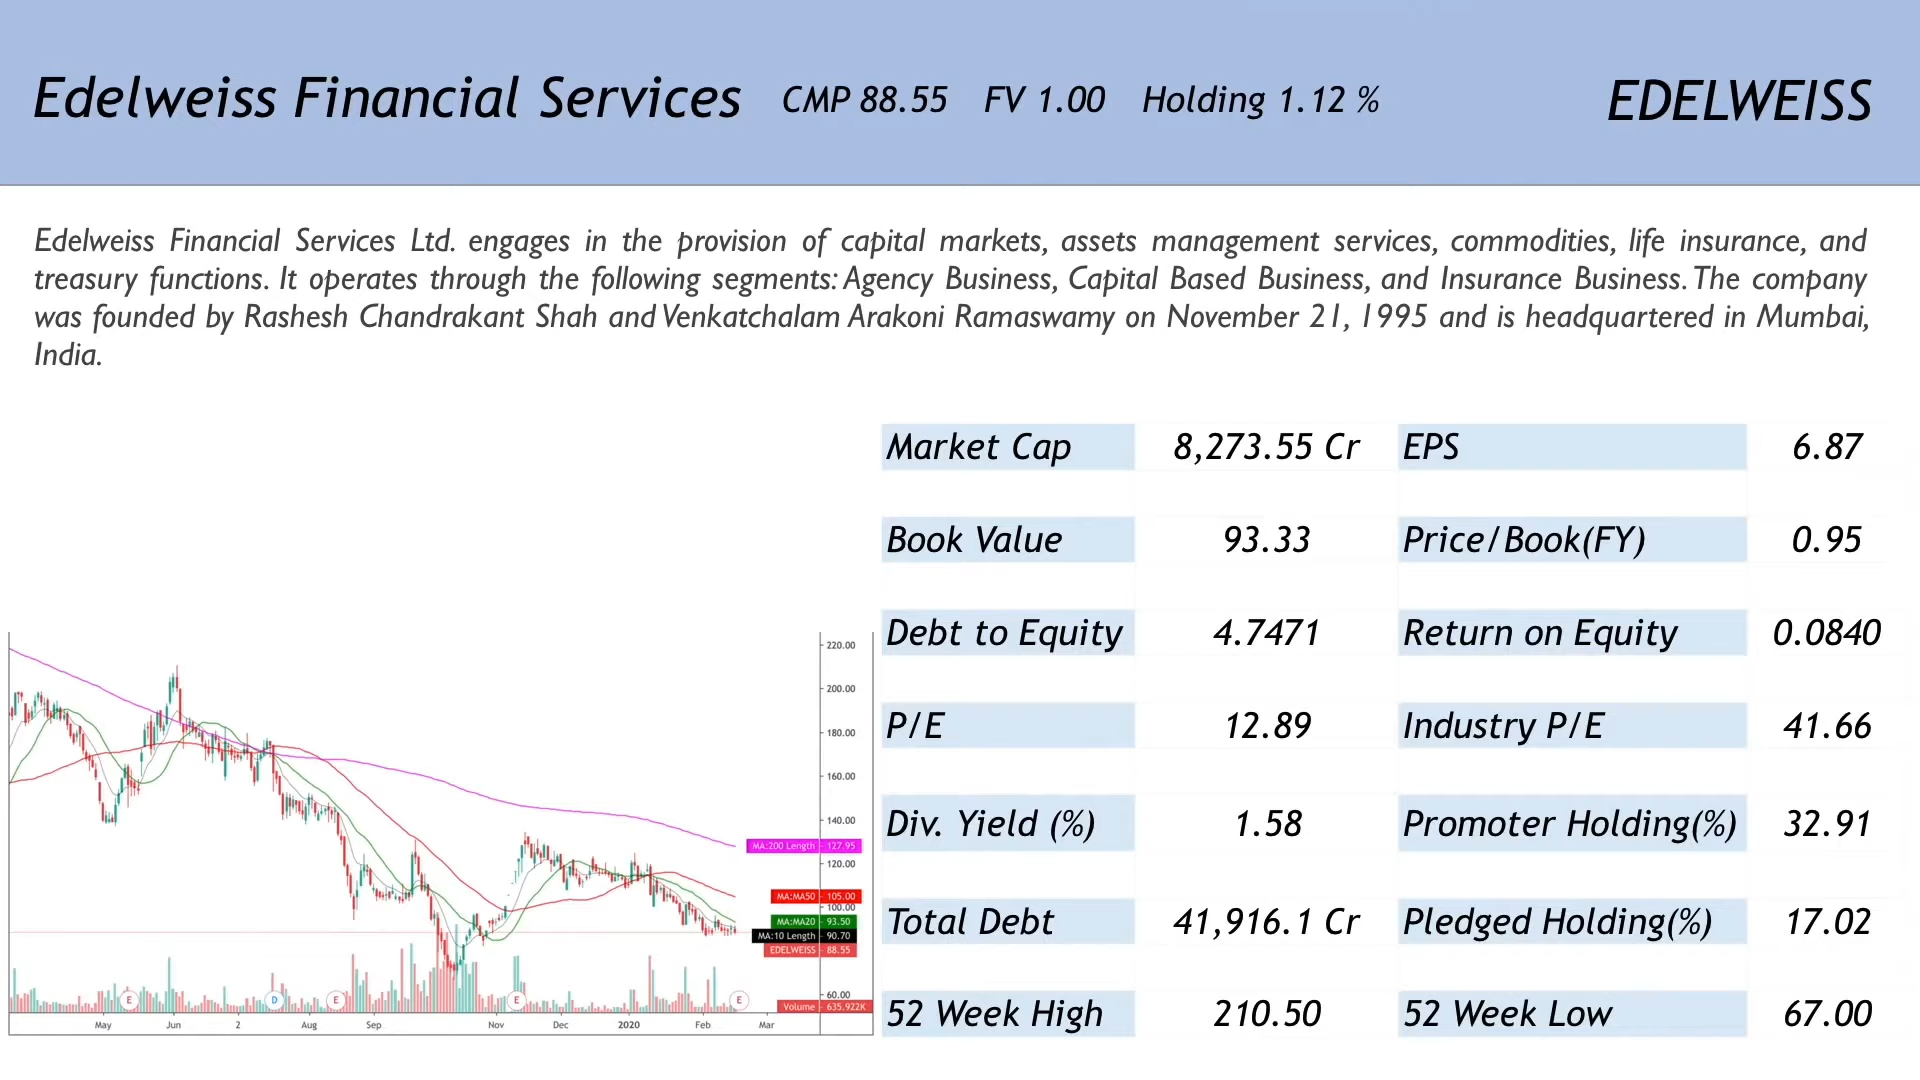 Edelweiss Financial Services CMP 88.55 FV 1.00 Holding 1.12 % EDELWEISS
Edelweiss Financial Services Ltd. engages in the provision of capital markets, assets management services, commodities, life insurance, and
treasury functions. It operates through the following segments: Agency Business, Capital Based Business, and Insurance Business. The company
was founded by Rashesh Chandrakant Shah and Venkatchalam Arakoni Ramaswamy on November 21, 1995 and is headquartered in Mumbai,
India.
Market Cap 8,273.55 Cr EPS 6.87
Book Value 93.33 Price/Book(FY) 0.95
Debt to Equity 4.7471 Return on Equity 0.0840
P/E 12.89 Industry P/E 41.66
Div. Yield (%) 1.58 Promoter Holding(%) 32.91
Total Debt 41,916.1 Cr Pledged Holding(%) 17.02
52 Week High 210.50 52 Week Low 67.00
220.00
200.00
180.00
160.00
140.00
MA:200 Length 127.95
120.00
MA:MA50 105.00
100.00
MA:MA20 93.50
MA:10 Length 90.70
EDELWEISS 88.55
60.00
E D E E E
Volume 635.922K
May Jun 2 Aug Sep Nov Dec 2020 Feb Mar